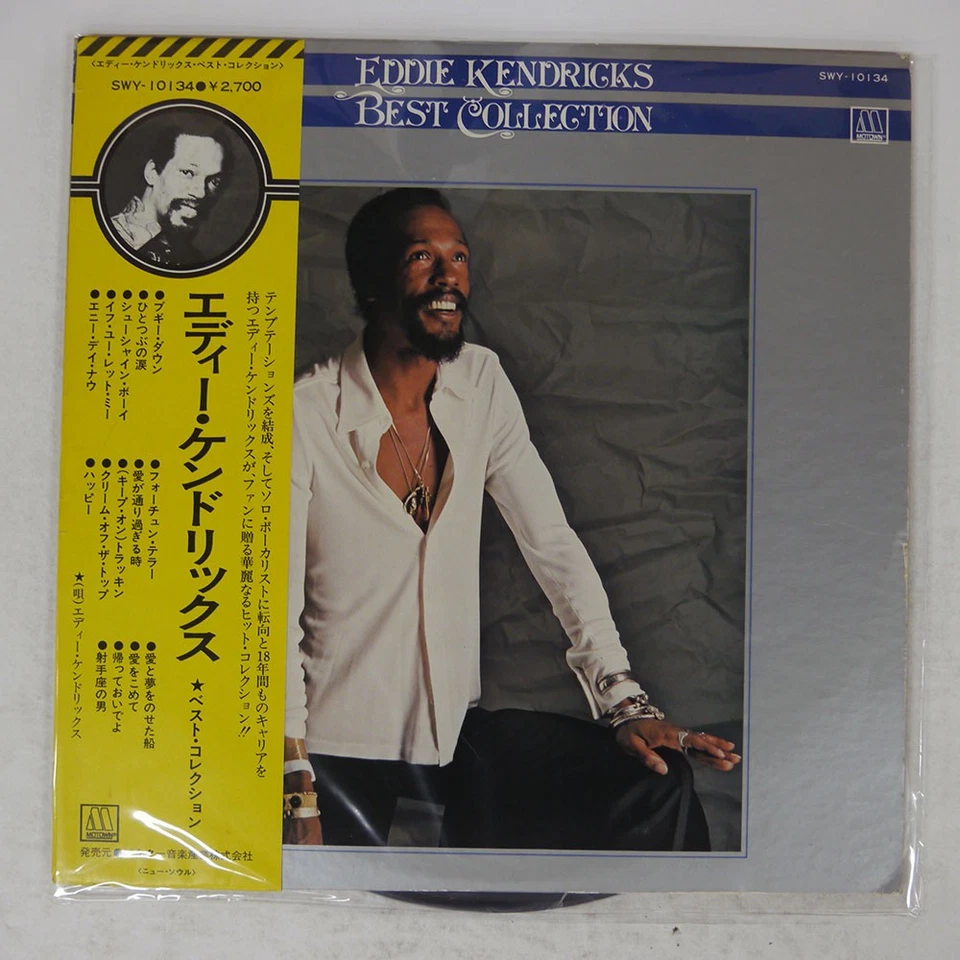 〈エディー・ケンドリックス・ベスト・コレクション〉
SWY-10134●￥2,700
テンプテーションズを結成、そしてソロ・ボーカリストに転向と18年間ものキャリアを
持つエディー・ケンドリックスが、ファンに贈る華麗なるヒット・コレクション!!
エディー・ケンドリックス★ベスト・コレクション
●ブギー・ダウン
●ひとつぶの涙
●シューシャイン・ボーイ
●イフ・ユー・レット・ミー
●エニー・デイ・ナウ
●フォーチュン・テラー
●愛が通り過ぎる時
●(キープ・オン)トラッキン
●クリーム・オブ・ザ・トップ
●ハッピー
●愛と夢をのせた船
●愛をこめて
●帰っておいでよ
●射手座の男
★(唄)エディー・ケンドリックス
M
MOTOWN
発売元●
音楽産業株式会社
〈ニュー・ソウル〉
EDDIE KENDRICKS
BEST COLLECTION
SWY-10134
M
MOTOWN